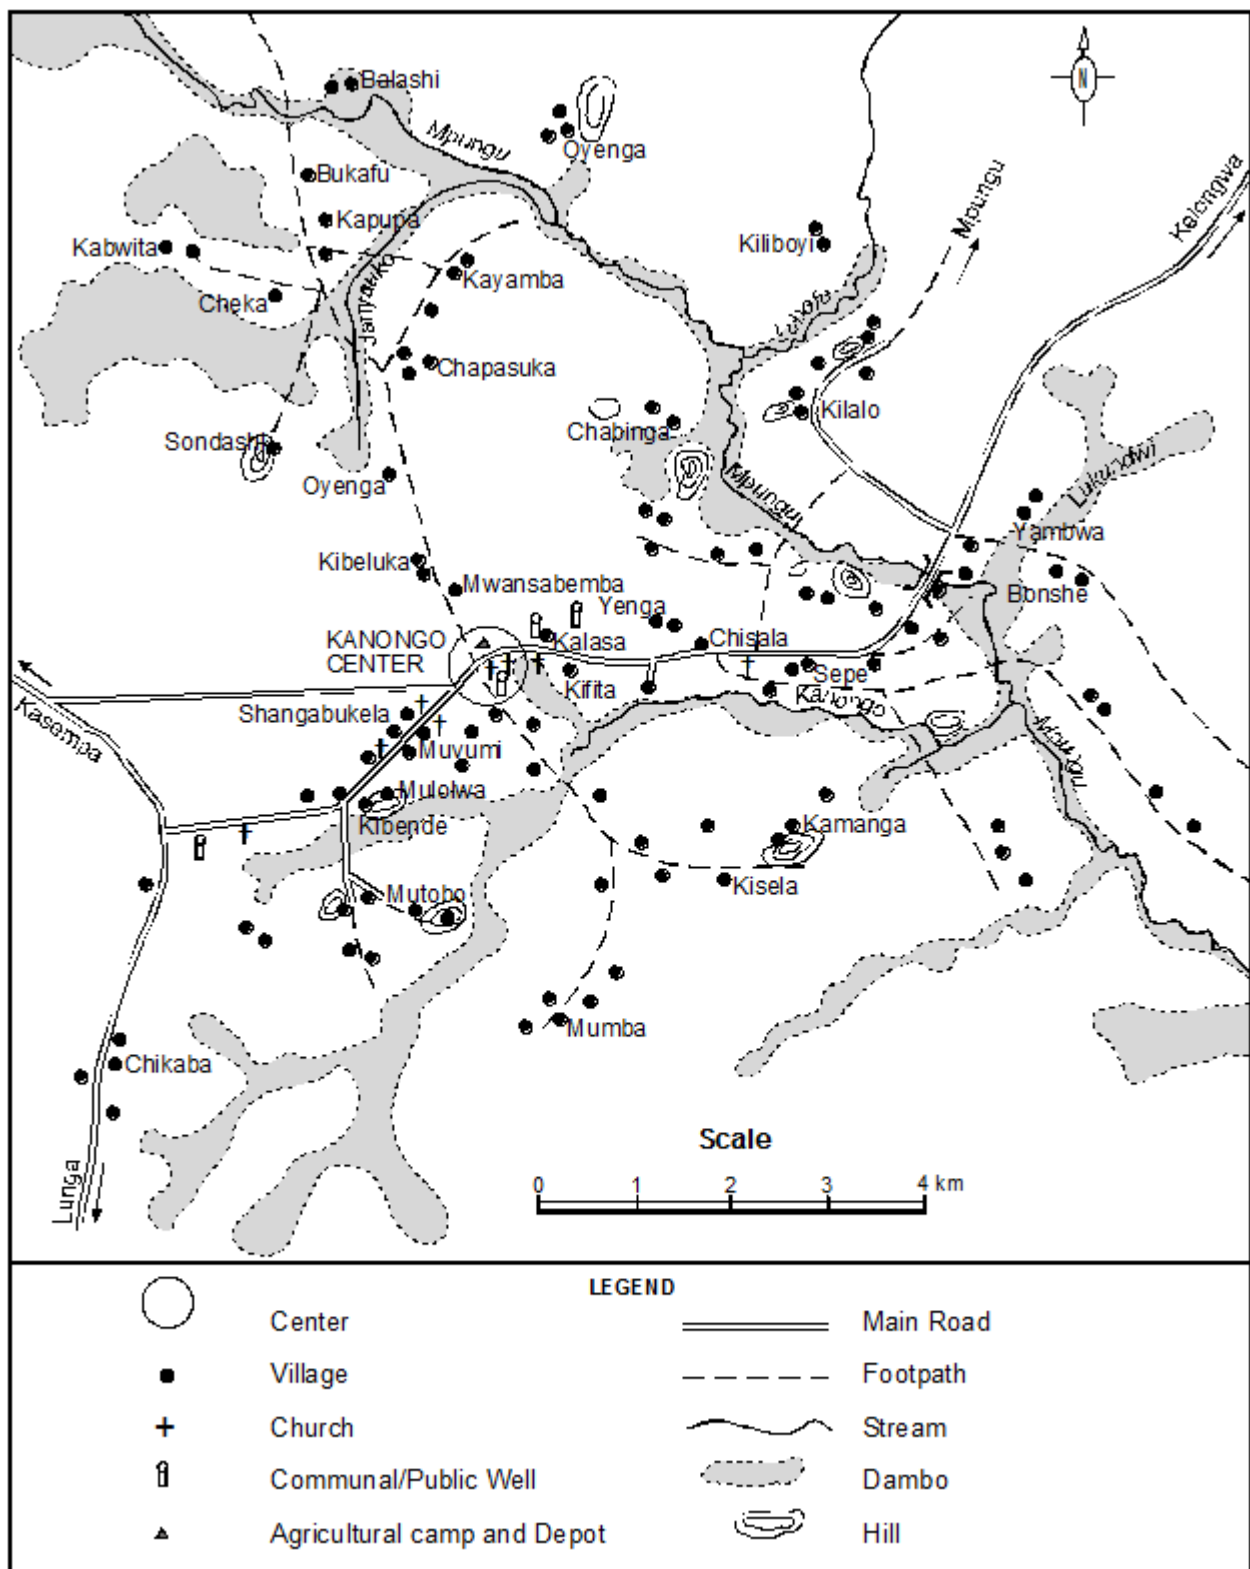 N
Balashi
Mpungu
Oyenga
Mpungu
Kelongwa
Bukafu
Kapupa
Kiliboyi
Kabwita
Kayamba
Cheka
Chapasuka
Kilalo
Chabinga
Sondashi
Lukundwi
Oyenga
Mpungu
Yambwa
Kibeluka
Mwansabemba
Bonshe
Yenga
KANONGO
CENTER
Kalasa
Chisala
Kifita
Sepe
Kanongo
Kasempa
Shangabukela
Muvumi
Mpungu
Mulolwa
Kibende
Kamanga
Mutobo
Kisela
Mumba
Chikaba
Lunga
Scale
0 1 2 3 4 km
LEGEND
Center
Main Road
Village
Footpath
Church
Stream
Communal/Public Well
Dambo
Agricultural camp and Depot
Hill